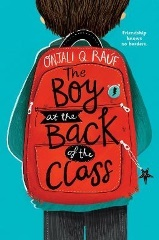 Friendship
knows
no borders.
ONJALI Q. RAÚF
The
Boy
at the
Back
of the
Class